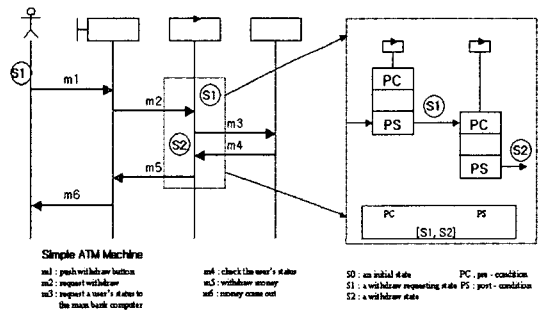 S1
m1
m2
S1
m3
S2
m4
m5
m6
PC
PS
S1
PC
PS
S2
PC PS
[S1, S2]
Simple ATM Machine
m1 : push withdraw button
m2 : request withdraw
m3 : request a user's status to
the main bank computer
m4 : check the user's status
m5 : withdraw money
m6 : money come out
S0 : an initial state
S1 : a withdraw requesting state
S2 : a withdraw state
PC : pre - condition
PS : post - condition